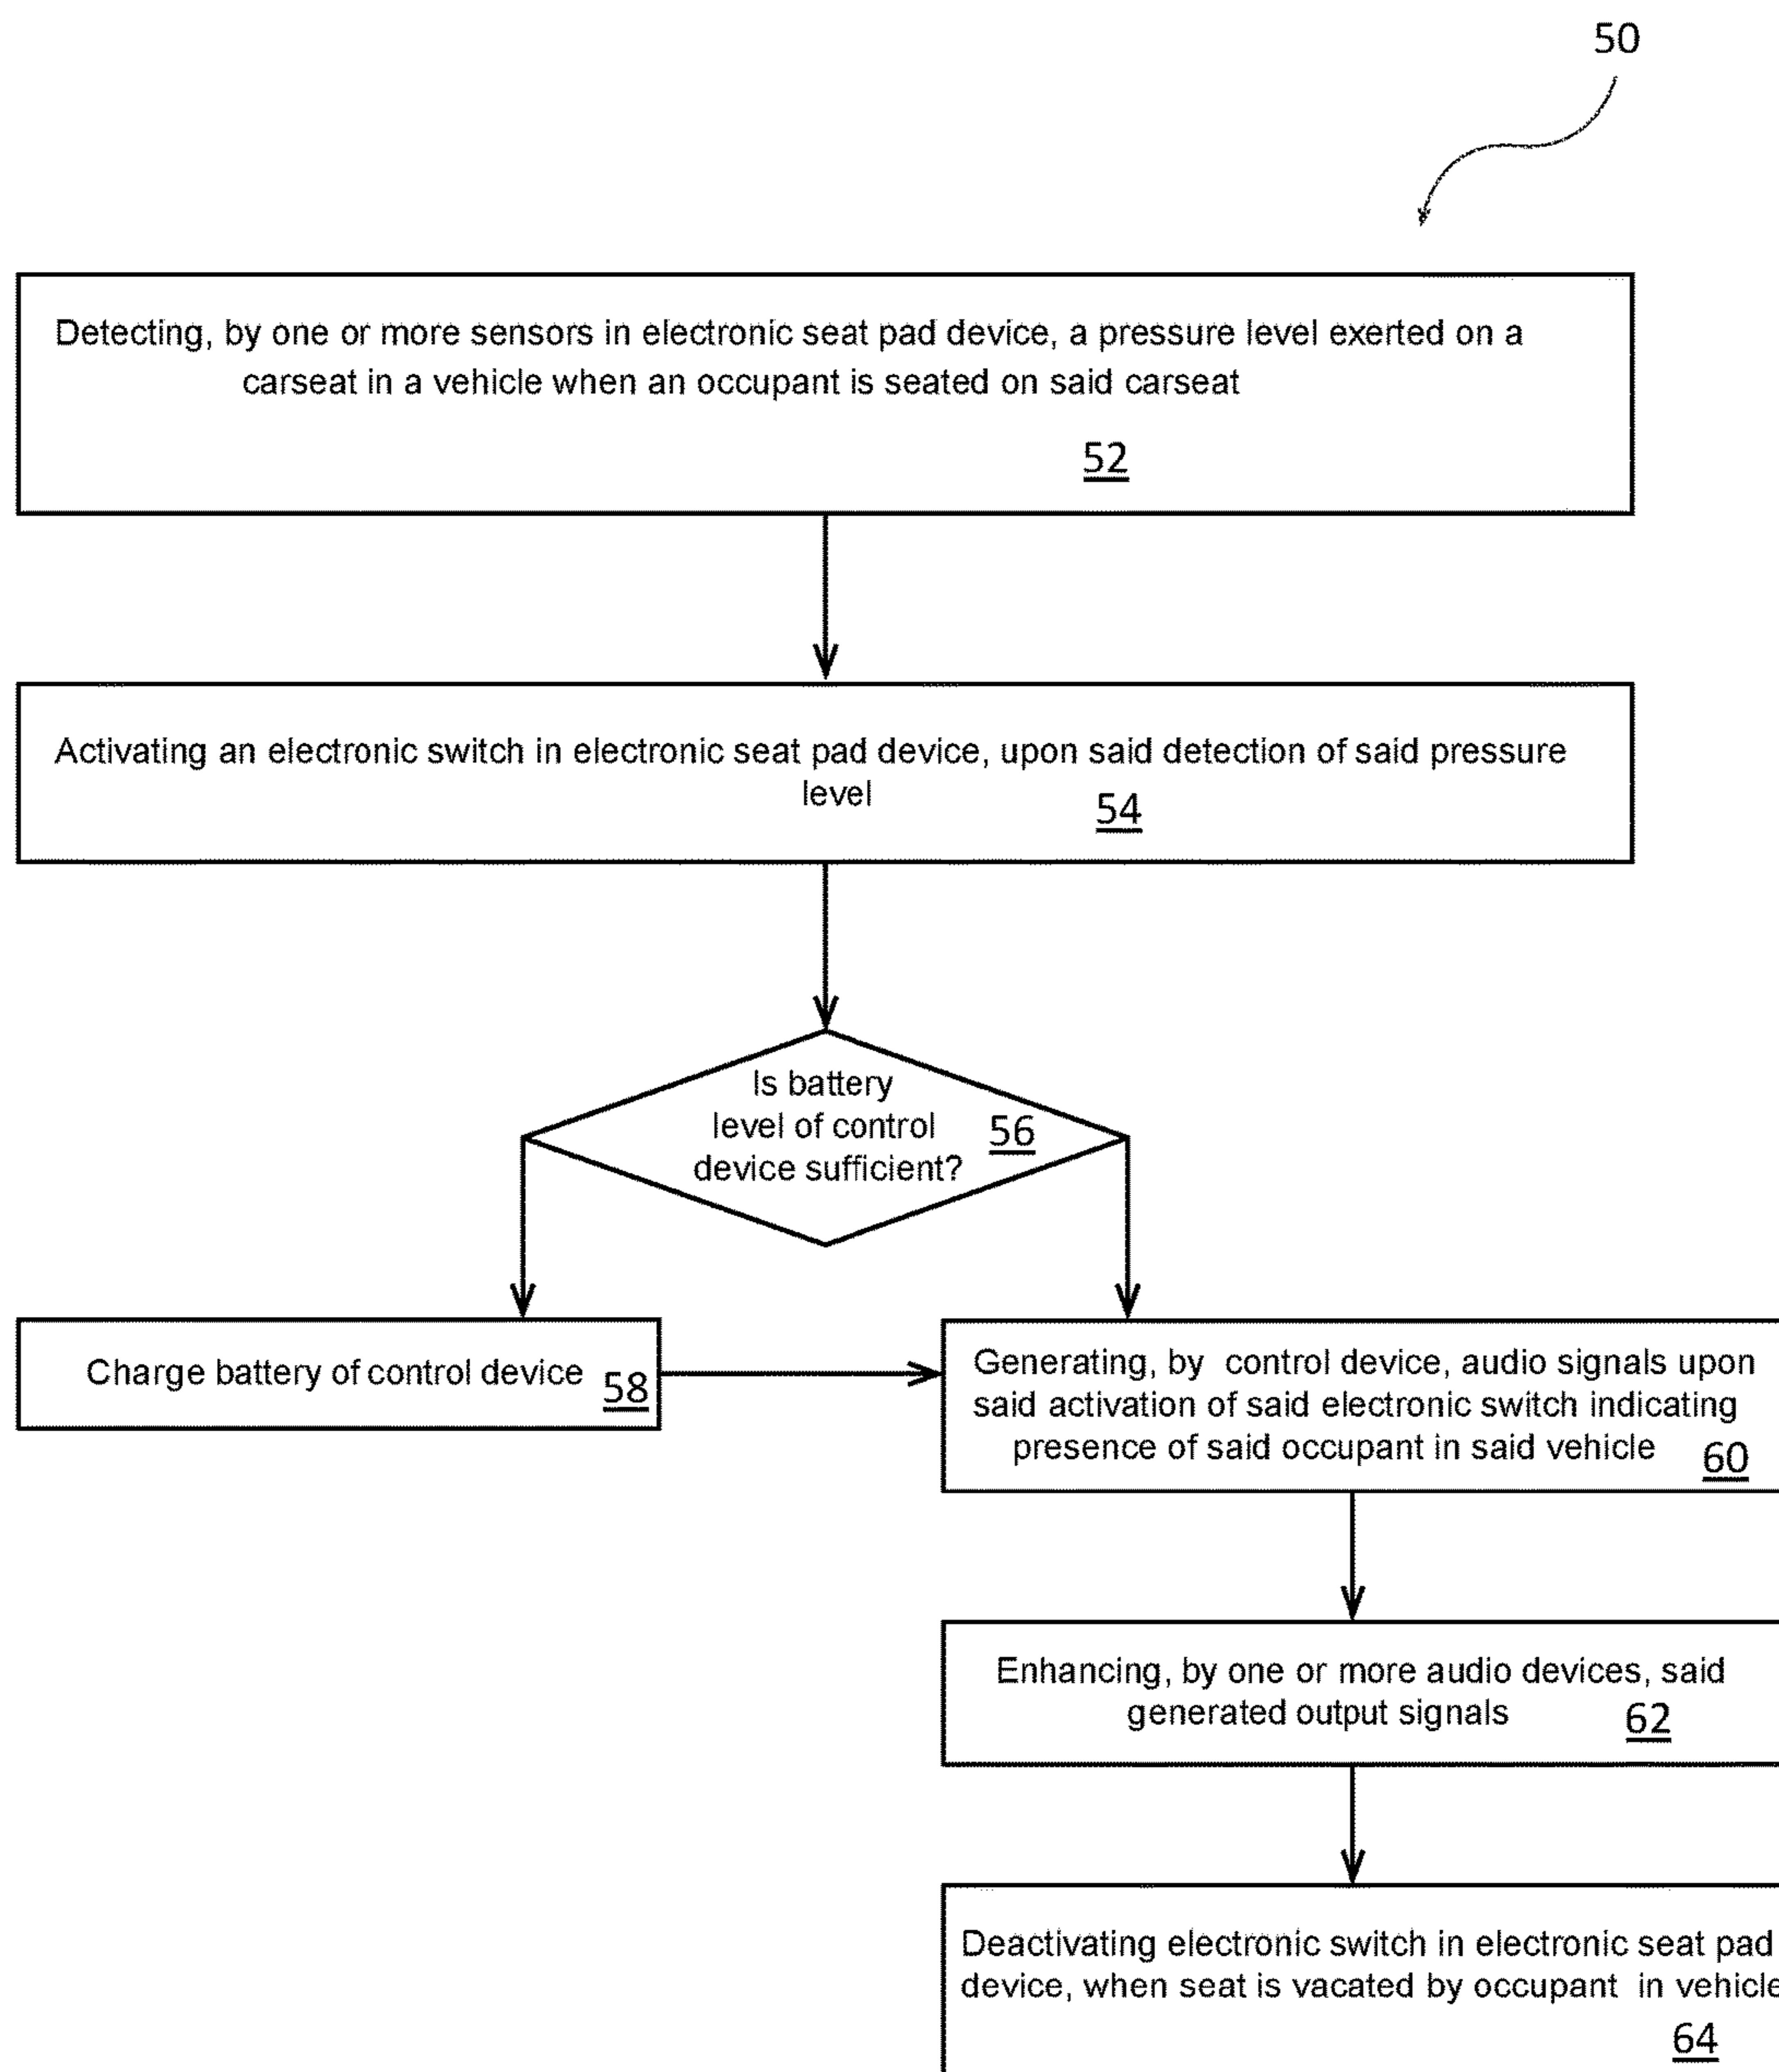 50
Detecting, by one or more sensors in electronic seat pad device, a pressure level exerted on a
carseat in a vehicle when an occupant is seated on said carseat
52
Activating an electronic switch in electronic seat pad device, upon said detection of said pressure
level
54
Is battery
level of control
device sufficient?
56
Charge battery of control device
58
Generating, by control device, audio signals upon
said activation of said electronic switch indicating
presence of said occupant in said vehicle
60
Enhancing, by one or more audio devices, said
generated output signals
62
Deactivating electronic switch in electronic seat pad
device, when seat is vacated by occupant in vehicle
64